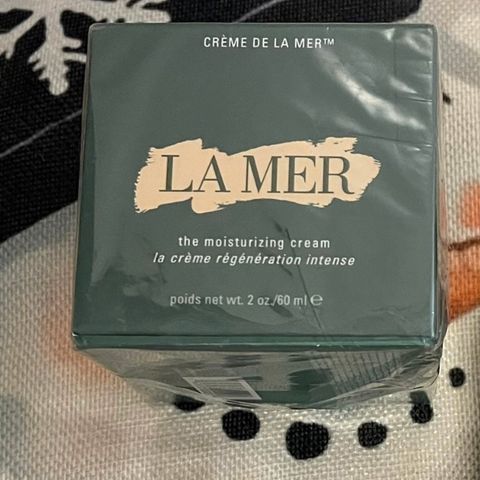 CRÈME DE LA MER™
LA MER
the moisturizing cream
la crème régénération intense
poids net wt. 2 oz./60 ml ℮